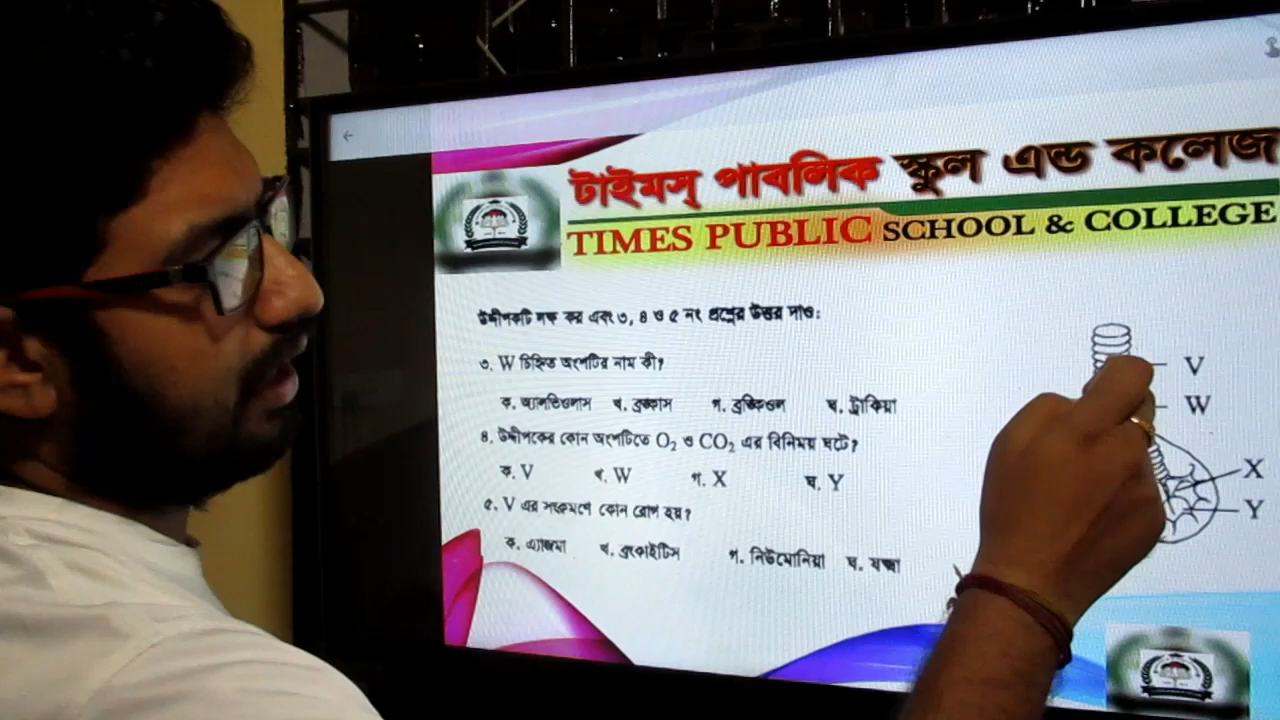 টাইমস্ পাবলিক স্কুল এন্ড কলেজ
TIMES PUBLIC SCHOOL & COLLEGE
উদ্দীপকটি লক্ষ কর এবং ৩, ৪ ও ৫ নং প্রশ্নের উত্তর দাও:
৩. W চিহ্নিত অংশটির নাম কী?
ক. অ্যালভিওলাস খ. ব্রঙ্কাস গ. ব্রঙ্কিওল ঘ. ট্রাকিয়া
৪. উদ্দীপকের কোন অংশটিতে O₂ ও CO₂ এর বিনিময় ঘটে?
ক. V খ. W গ. X ঘ. Y
৫. V এর সংক্রমণে কোন রোগ হয়?
ক. এ্যাজমা খ. ব্রংকাইটিস গ. নিউমোনিয়া ঘ. যক্ষ্মা
V
W
X
Y